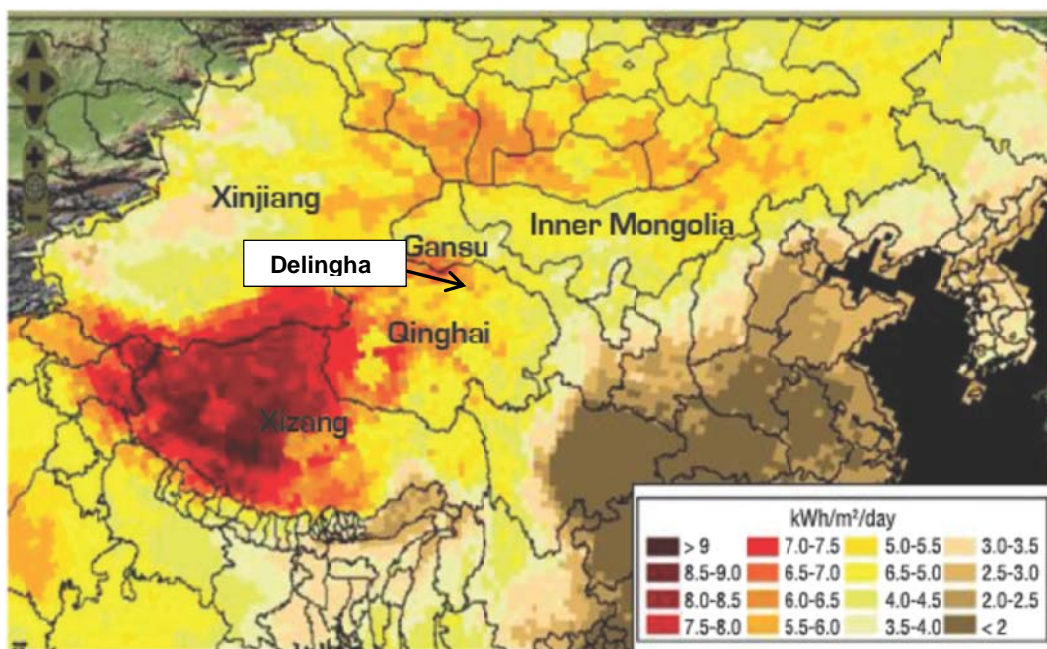 Xinjiang
Inner Mongolia
Gansu
Delingha
Qinghai
Xizang
kWh/m²/day
> 9
7.0-7.5
5.0-5.5
3.0-3.5
8.5-9.0
6.5-7.0
6.5-5.0
2.5-3.0
8.0-8.5
6.0-6.5
4.0-4.5
2.0-2.5
7.5-8.0
5.5-6.0
3.5-4.0
< 2